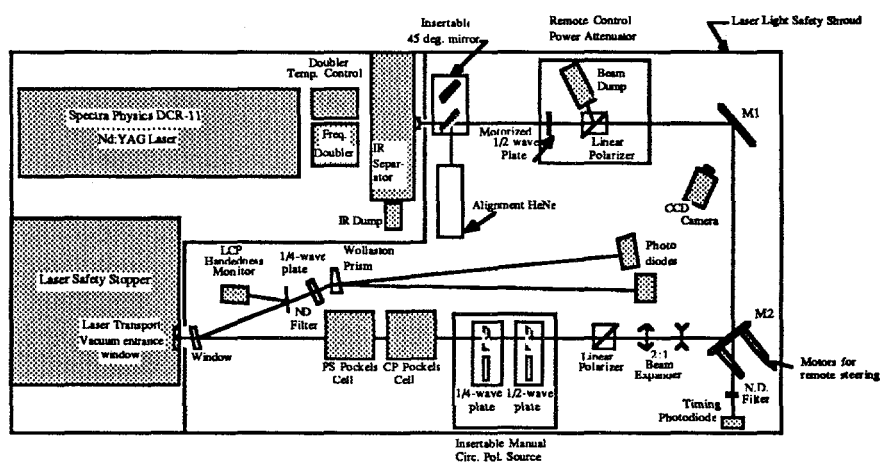 Insertable
45 deg. mirror
Remote Control
Power Attenuator
Laser Light Safety Shroud
Doubler
Temp. Control
Beam
Dump
M1
Spectra Physics DCR-11
Nd:YAG Laser
Freq.
Doubler
IR
Separ-
ator
Motorized
1/2 wave
Plate
Linear
Polarizer
CCD
Camera
IR Dump
Alignment HeNe
LCP
Handedness
Monitor
1/4-wave
plate
Wollaston
Prism
Photo
diodes
Laser Safety Stopper
ND
Filter
M2
Laser Transport
Vacuum entrance
window
Window
PS Pockels
Cell
CP Pockels
Cell
1/4-wave
plate
1/2-wave
plate
Linear
Polarizer
2:1
Beam
Expander
Motors for
remote steering
N.D.
Filter
Timing
Photodiode
Insertable Manual
Circ. Pol. Source